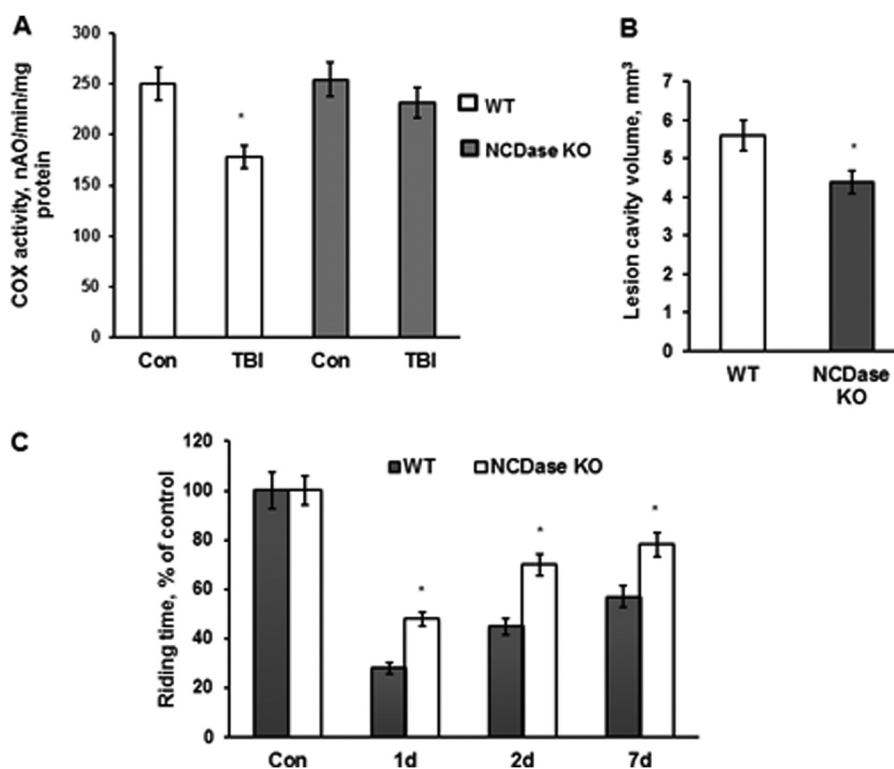 A
COX activity, nAO/min/mg
protein
300
250
200
150
100
50
0
*
Con
TBI
Con
TBI
WT
NCDase KO
B
Lesion cavity volume, mm³
7
6
5
4
3
2
1
0
*
WT
NCDase
KO
C
Riding time, % of control
120
100
80
60
40
20
0
WT
NCDase KO
*
*
*
Con
1d
2d
7d